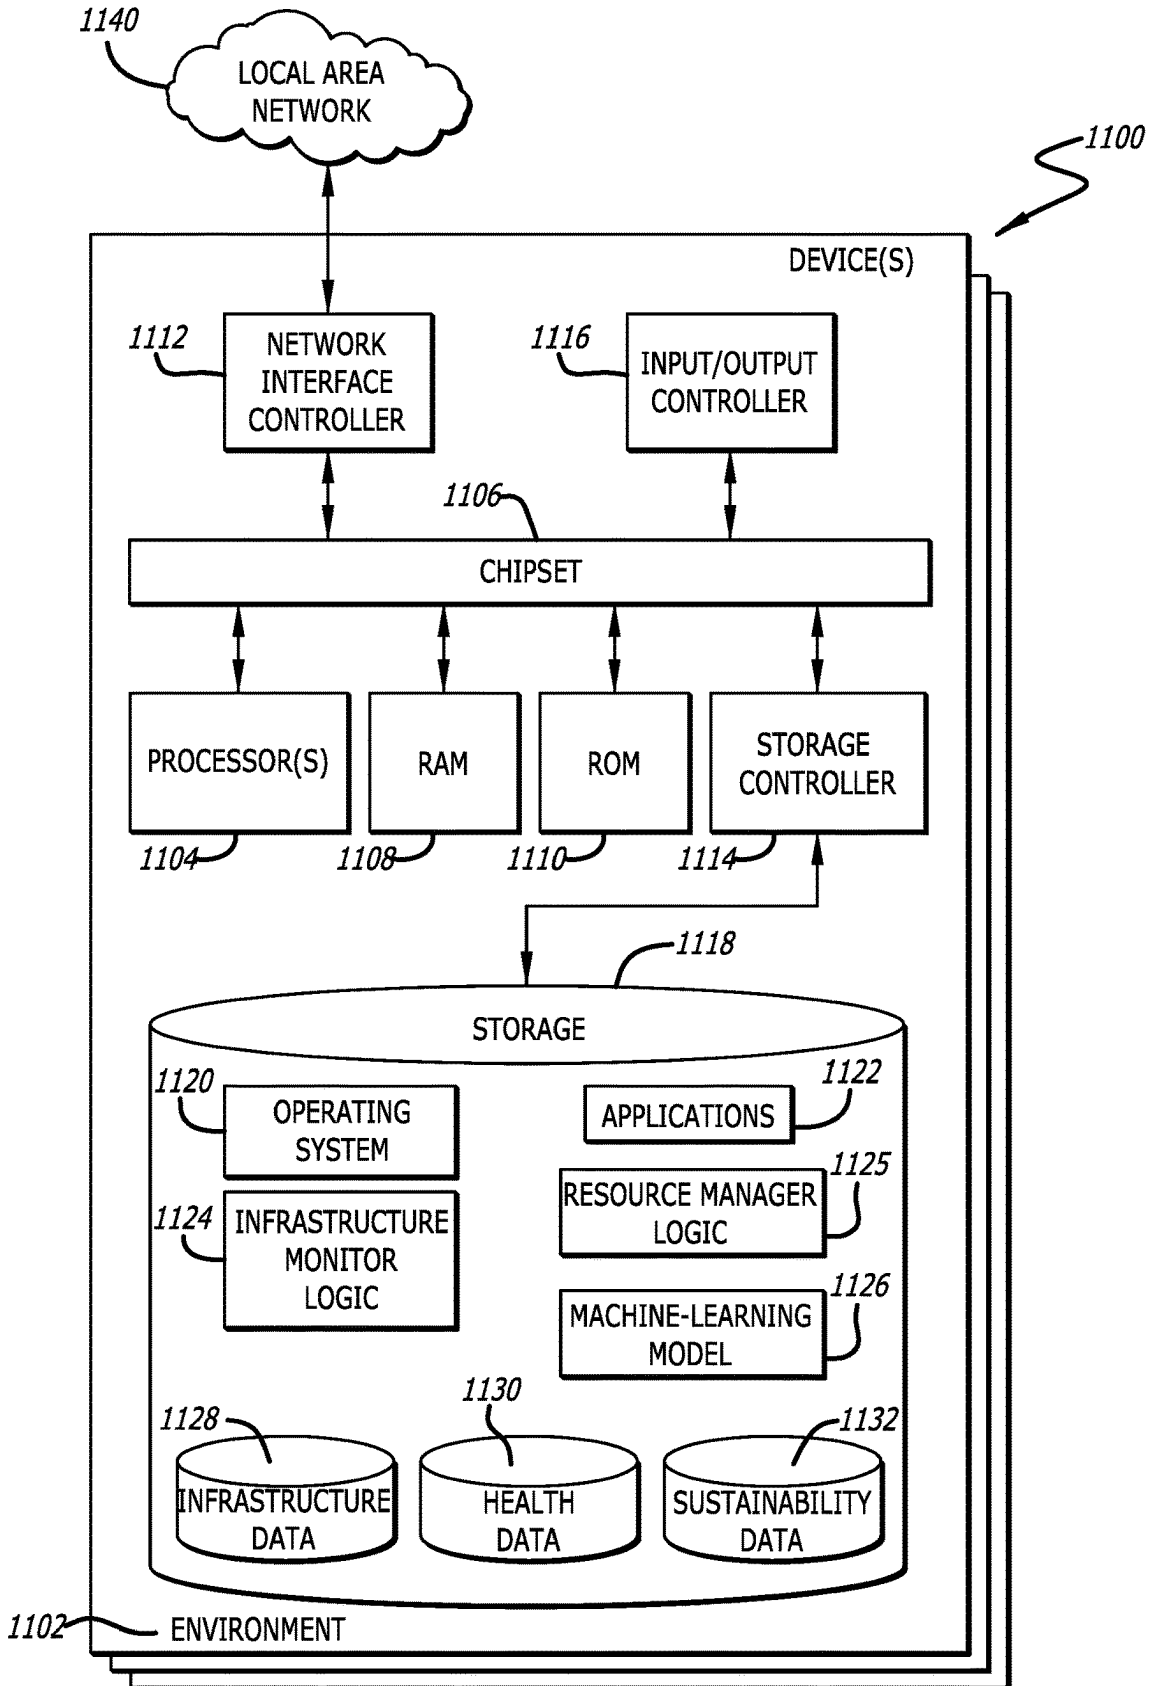 1140
LOCAL AREA
NETWORK
1100
DEVICE(S)
1112
NETWORK
INTERFACE
CONTROLLER
1116
INPUT/OUTPUT
CONTROLLER
1106
CHIPSET
PROCESSOR(S)
RAM
ROM
STORAGE
CONTROLLER
1104
1108
1110
1114
1118
STORAGE
1120
OPERATING
SYSTEM
1122
APPLICATIONS
1124
INFRASTRUCTURE
MONITOR
LOGIC
1125
RESOURCE MANAGER
LOGIC
1126
MACHINE-LEARNING
MODEL
1128
INFRASTRUCTURE
DATA
1130
HEALTH
DATA
1132
SUSTAINABILITY
DATA
1102
ENVIRONMENT